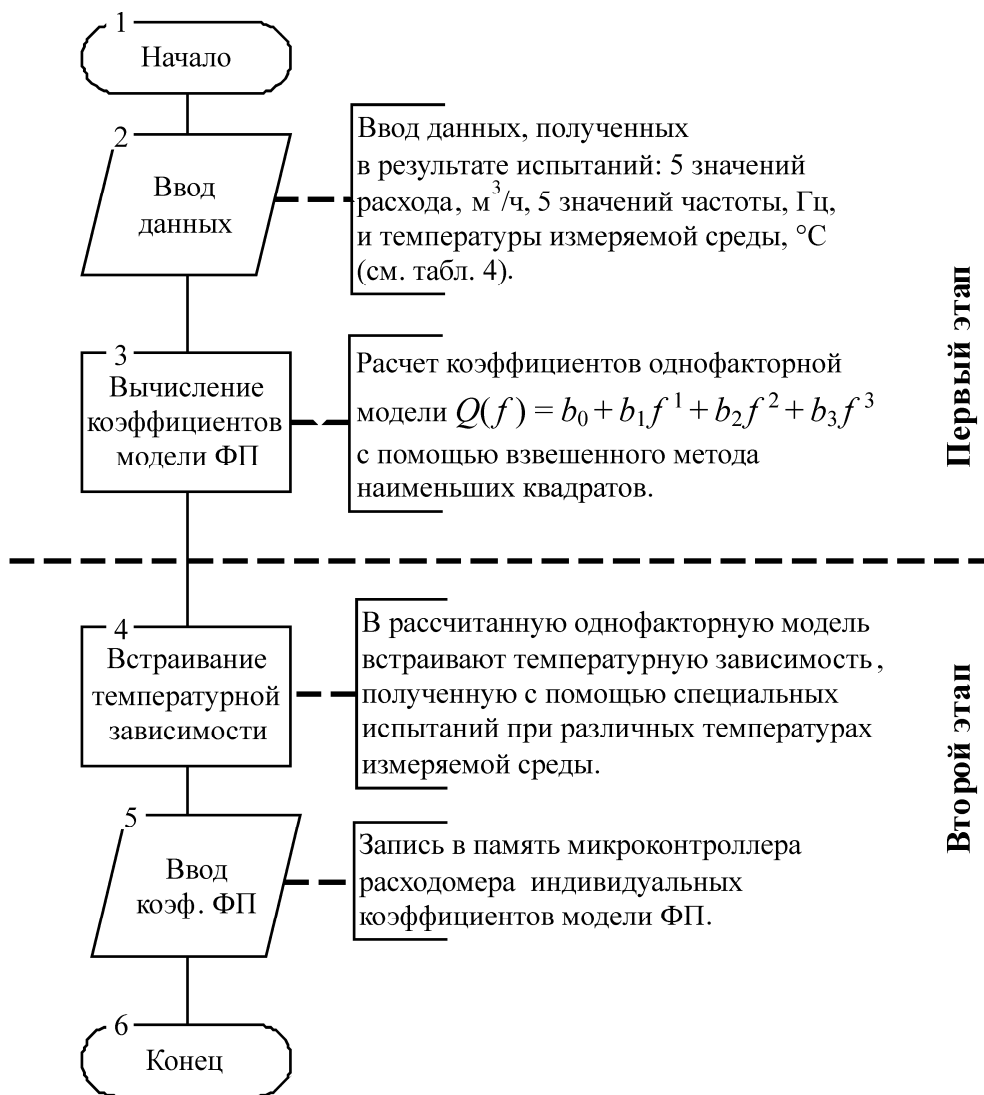 1
Начало
2
Ввод
данных
Ввод данных, полученных
в результате испытаний: 5 значений
расхода, м³/ч, 5 значений частоты, Гц,
и температуры измеряемой среды, °С
(см. табл. 4).
3
Вычисление
коэффициентов
модели ФП
Расчет коэффициентов однофакторной
модели Q(f) = b₀ + b₁f¹ + b₂f² + b₃f³
с помощью взвешенного метода
наименьших квадратов.
Первый этап
4
Встраивание
температурной
зависимости
В рассчитанную однофакторную модель
встраивают температурную зависимость,
полученную с помощью специальных
испытаний при различных температурах
измеряемой среды.
5
Ввод
коэф. ФП
Запись в память микроконтроллера
расходомера индивидуальных
коэффициентов модели ФП.
Второй этап
6
Конец